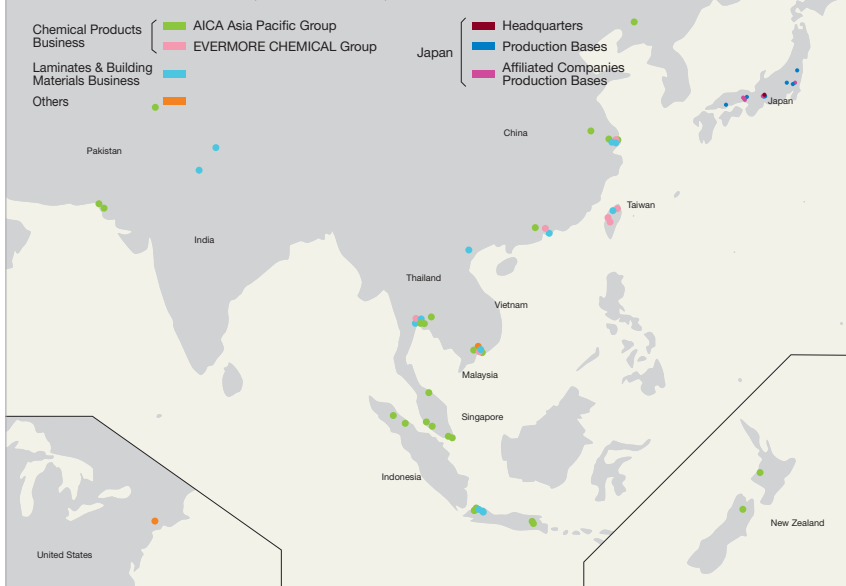 Chemical Products
Business
AICA Asia Pacific Group
EVERMORE CHEMICAL Group
Laminates & Building
Materials Business
Others
Japan
Headquarters
Production Bases
Affiliated Companies
Production Bases
Japan
China
Pakistan
Taiwan
India
Thailand
Vietnam
Malaysia
Singapore
Indonesia
New Zealand
United States